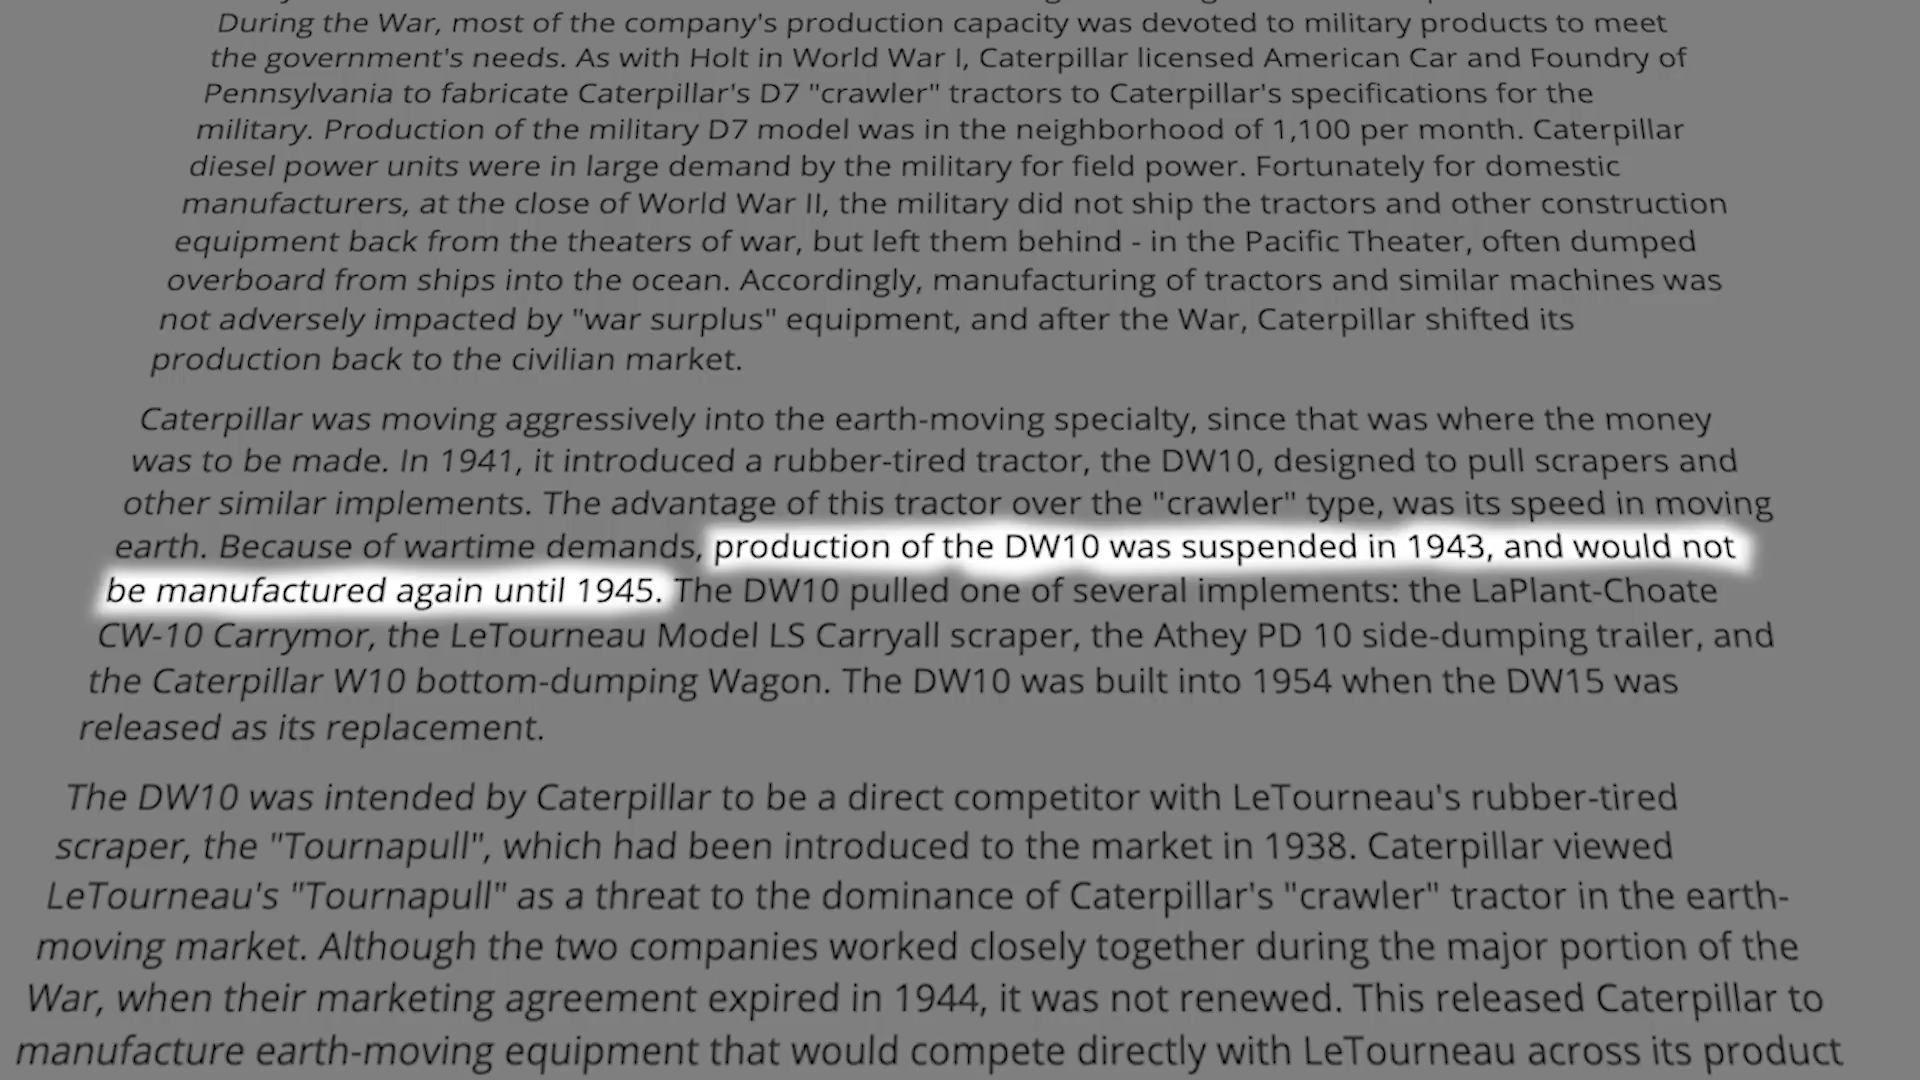 During the War, most of the company's production capacity was devoted to military products to meet
the government's needs. As with Holt in World War I, Caterpillar licensed American Car and Foundry of
Pennsylvania to fabricate Caterpillar's D7 "crawler" tractors to Caterpillar's specifications for the
military. Production of the military D7 model was in the neighborhood of 1,100 per month. Caterpillar
diesel power units were in large demand by the military for field power. Fortunately for domestic
manufacturers, at the close of World War II, the military did not ship the tractors and other construction
equipment back from the theaters of war, but left them behind - in the Pacific Theater, often dumped
overboard from ships into the ocean. Accordingly, manufacturing of tractors and similar machines was
not adversely impacted by "war surplus" equipment, and after the War, Caterpillar shifted its
production back to the civilian market.
Caterpillar was moving aggressively into the earth-moving specialty, since that was where the money
was to be made. In 1941, it introduced a rubber-tired tractor, the DW10, designed to pull scrapers and
other similar implements. The advantage of this tractor over the "crawler" type, was its speed in moving
earth. Because of wartime demands, production of the DW10 was suspended in 1943, and would not
be manufactured again until 1945. The DW10 pulled one of several implements: the LaPlant-Choate
CW-10 Carrymor, the LeTourneau Model LS Carryall scraper, the Athey PD 10 side-dumping trailer, and
the Caterpillar W10 bottom-dumping Wagon. The DW10 was built into 1954 when the DW15 was
released as its replacement.
The DW10 was intended by Caterpillar to be a direct competitor with LeTourneau's rubber-tired
scraper, the "Tournapull", which had been introduced to the market in 1938. Caterpillar viewed
LeTourneau's "Tournapull" as a threat to the dominance of Caterpillar's "crawler" tractor in the earth-
moving market. Although the two companies worked closely together during the major portion of the
War, when their marketing agreement expired in 1944, it was not renewed. This released Caterpillar to
manufacture earth-moving equipment that would compete directly with LeTourneau across its product